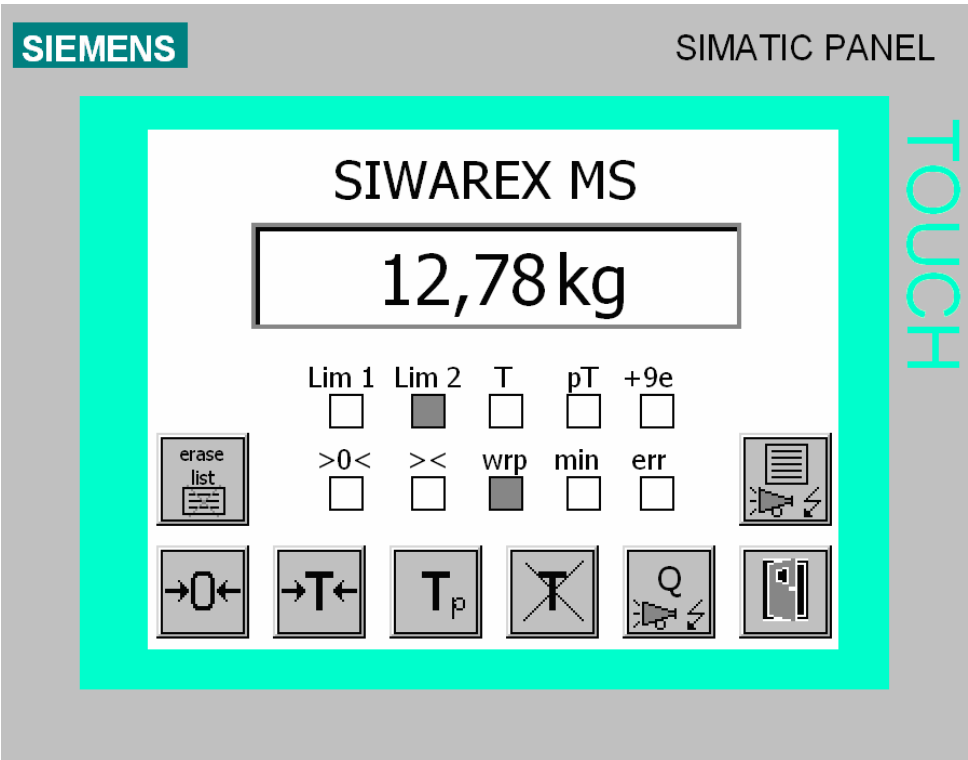 SIEMENS
SIMATIC PANEL
TOUCH
SIWAREX MS
12,78 kg
Lim 1 Lim 2 T pT +9e
erase
list
>0< >< wrp min err
→0← →T← Tp T Q